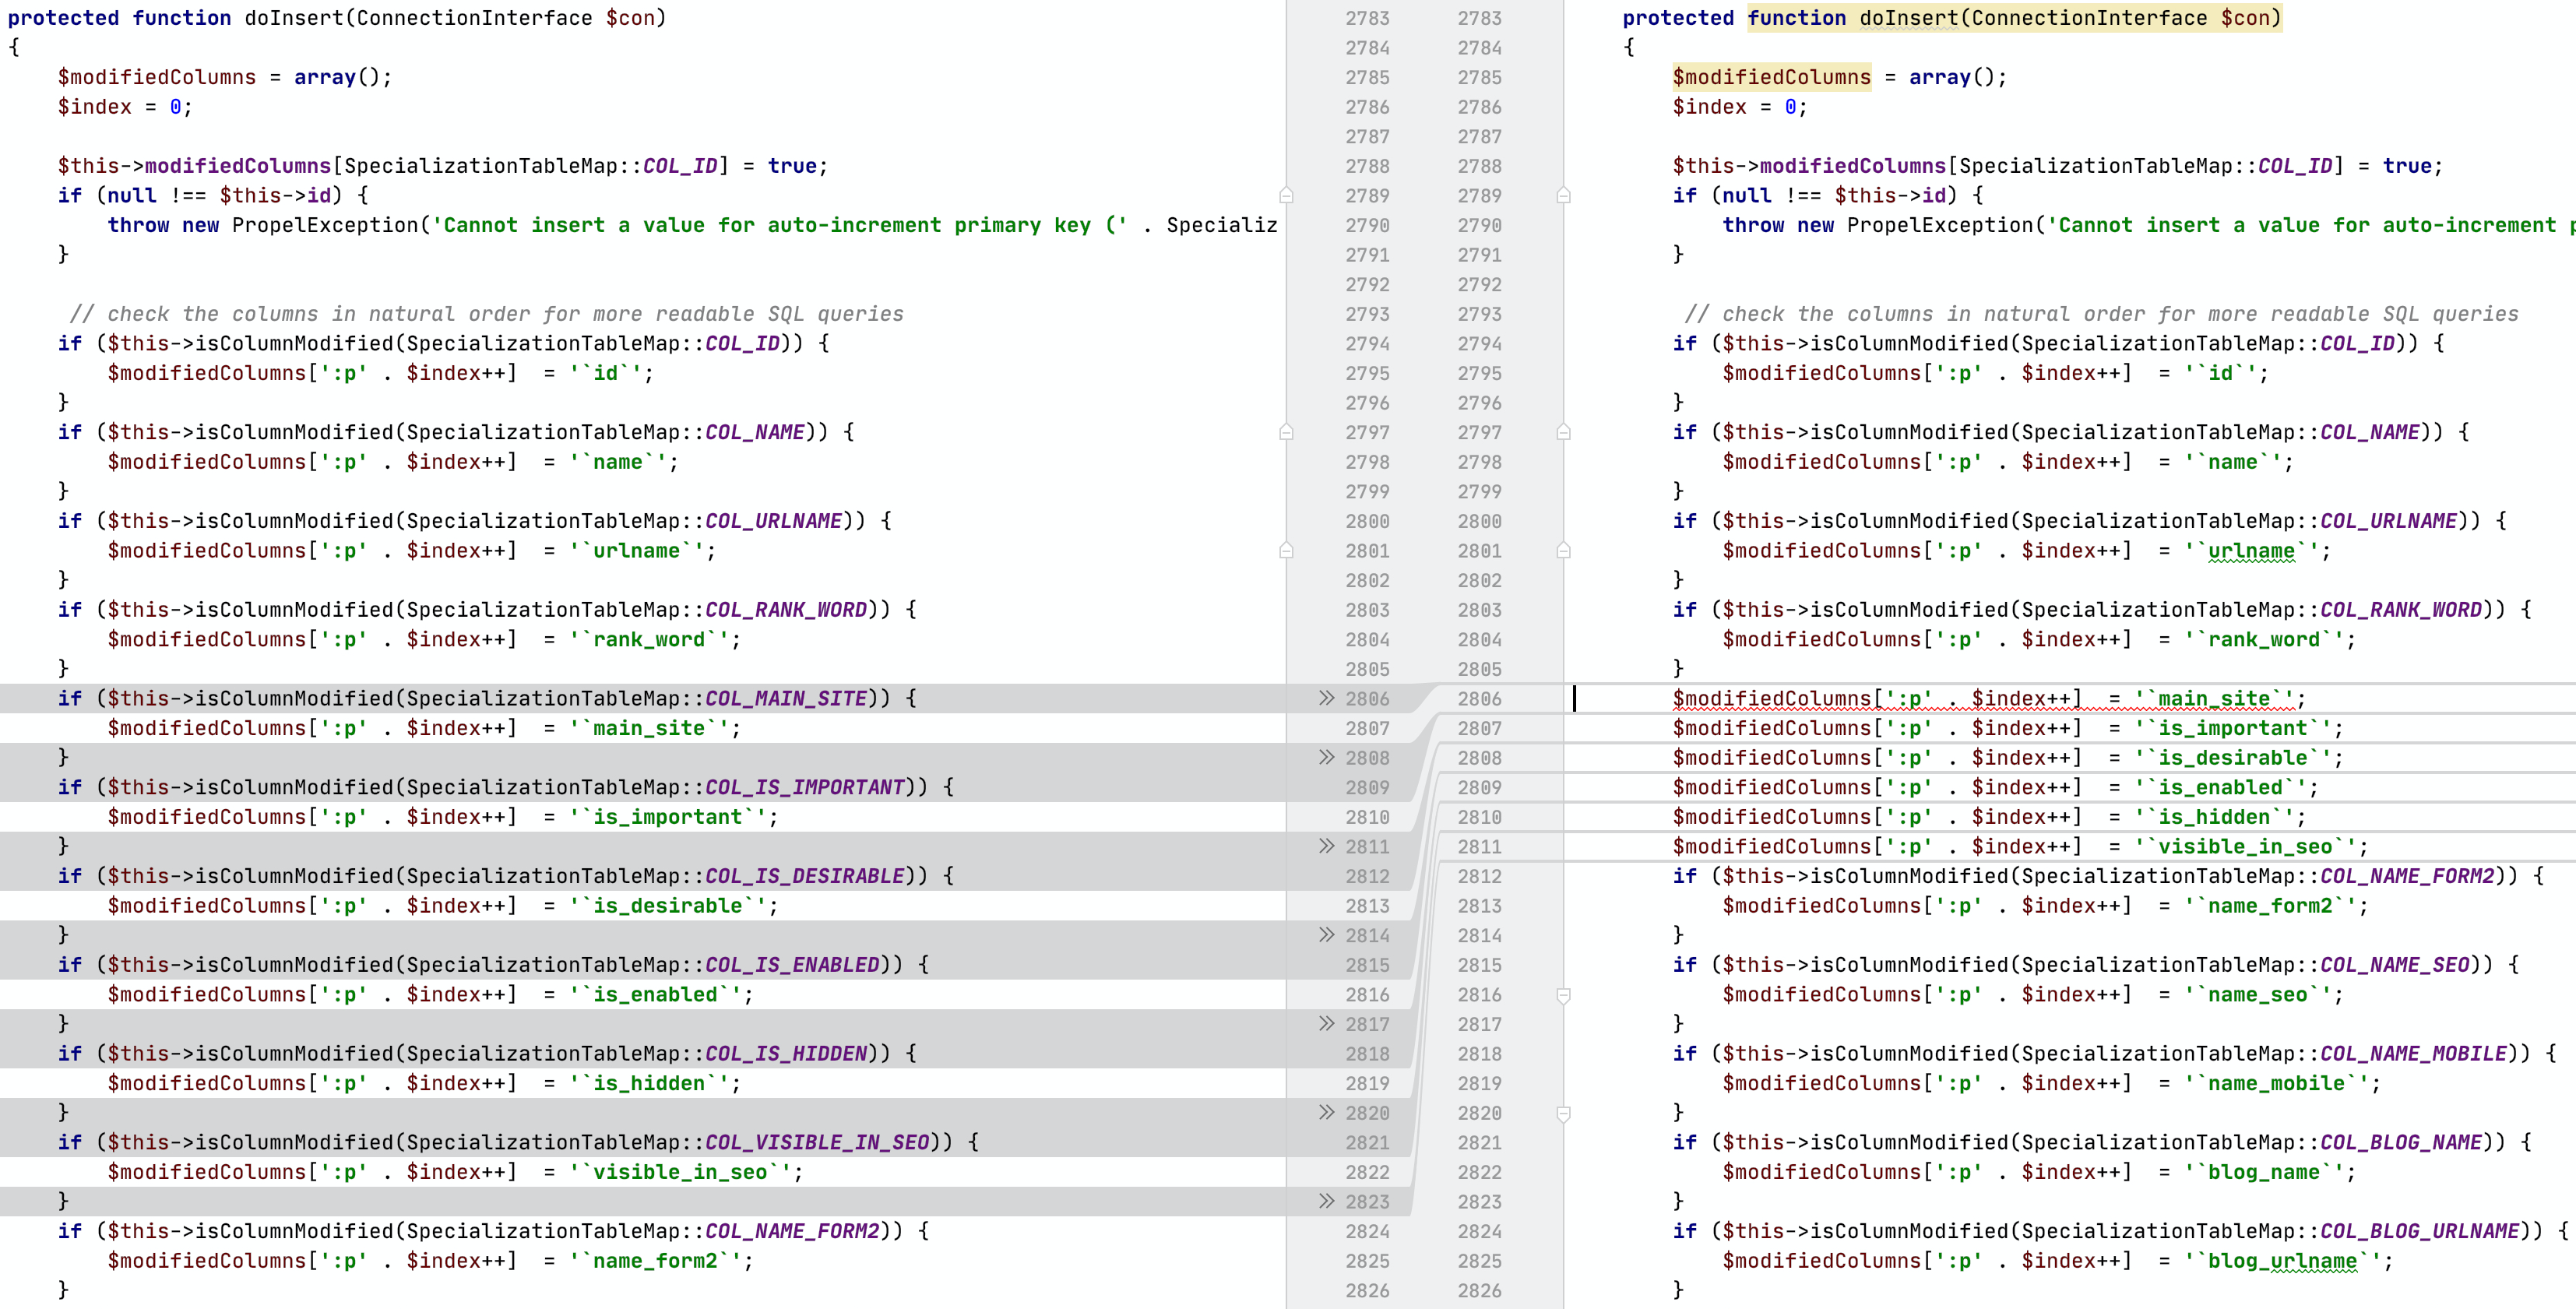 protected function doInsert(ConnectionInterface $con)
{
    $modifiedColumns = array();
    $index = 0;

    $this->modifiedColumns[SpecializationTableMap::COL_ID] = true;
    if (null !== $this->id) {
        throw new PropelException('Cannot insert a value for auto-increment primary key (' . Specializ
    }

     // check the columns in natural order for more readable SQL queries
    if ($this->isColumnModified(SpecializationTableMap::COL_ID)) {
        $modifiedColumns[':p' . $index++]  = '`id`';
    }
    if ($this->isColumnModified(SpecializationTableMap::COL_NAME)) {
        $modifiedColumns[':p' . $index++]  = '`name`';
    }
    if ($this->isColumnModified(SpecializationTableMap::COL_URLNAME)) {
        $modifiedColumns[':p' . $index++]  = '`urlname`';
    }
    if ($this->isColumnModified(SpecializationTableMap::COL_RANK_WORD)) {
        $modifiedColumns[':p' . $index++]  = '`rank_word`';
    }
    if ($this->isColumnModified(SpecializationTableMap::COL_MAIN_SITE)) {
        $modifiedColumns[':p' . $index++]  = '`main_site`';
    }
    if ($this->isColumnModified(SpecializationTableMap::COL_IS_IMPORTANT)) {
        $modifiedColumns[':p' . $index++]  = '`is_important`';
    }
    if ($this->isColumnModified(SpecializationTableMap::COL_IS_DESIRABLE)) {
        $modifiedColumns[':p' . $index++]  = '`is_desirable`';
    }
    if ($this->isColumnModified(SpecializationTableMap::COL_IS_ENABLED)) {
        $modifiedColumns[':p' . $index++]  = '`is_enabled`';
    }
    if ($this->isColumnModified(SpecializationTableMap::COL_IS_HIDDEN)) {
        $modifiedColumns[':p' . $index++]  = '`is_hidden`';
    }
    if ($this->isColumnModified(SpecializationTableMap::COL_VISIBLE_IN_SEO)) {
        $modifiedColumns[':p' . $index++]  = '`visible_in_seo`';
    }
    if ($this->isColumnModified(SpecializationTableMap::COL_NAME_FORM2)) {
        $modifiedColumns[':p' . $index++]  = '`name_form2`';
    }
2783 2783
2784 2784
2785 2785
2786 2786
2787 2787
2788 2788
2789 2789
2790 2790
2791 2791
2792 2792
2793 2793
2794 2794
2795 2795
2796 2796
2797 2797
2798 2798
2799 2799
2800 2800
2801 2801
2802 2802
2803 2803
2804 2804
2805 2805
2806 2806
2807 2807
2808 2808
2809 2809
2810 2810
2811 2811
2812 2812
2813 2813
2814 2814
2815 2815
2816 2816
2817 2817
2818 2818
2819 2819
2820 2820
2821 2821
2822 2822
2823 2823
2824 2824
2825 2825
2826 2826
protected function doInsert(ConnectionInterface $con)
{
    $modifiedColumns = array();
    $index = 0;

    $this->modifiedColumns[SpecializationTableMap::COL_ID] = true;
    if (null !== $this->id) {
        throw new PropelException('Cannot insert a value for auto-increment p
    }

     // check the columns in natural order for more readable SQL queries
    if ($this->isColumnModified(SpecializationTableMap::COL_ID)) {
        $modifiedColumns[':p' . $index++]  = '`id`';
    }
    if ($this->isColumnModified(SpecializationTableMap::COL_NAME)) {
        $modifiedColumns[':p' . $index++]  = '`name`';
    }
    if ($this->isColumnModified(SpecializationTableMap::COL_URLNAME)) {
        $modifiedColumns[':p' . $index++]  = '`urlname`';
    }
    if ($this->isColumnModified(SpecializationTableMap::COL_RANK_WORD)) {
        $modifiedColumns[':p' . $index++]  = '`rank_word`';
    }
    $modifiedColumns[':p' . $index++]  = '`main_site`';
    $modifiedColumns[':p' . $index++]  = '`is_important`';
    $modifiedColumns[':p' . $index++]  = '`is_desirable`';
    $modifiedColumns[':p' . $index++]  = '`is_enabled`';
    $modifiedColumns[':p' . $index++]  = '`is_hidden`';
    $modifiedColumns[':p' . $index++]  = '`visible_in_seo`';
    if ($this->isColumnModified(SpecializationTableMap::COL_NAME_FORM2)) {
        $modifiedColumns[':p' . $index++]  = '`name_form2`';
    }
    if ($this->isColumnModified(SpecializationTableMap::COL_NAME_SEO)) {
        $modifiedColumns[':p' . $index++]  = '`name_seo`';
    }
    if ($this->isColumnModified(SpecializationTableMap::COL_NAME_MOBILE)) {
        $modifiedColumns[':p' . $index++]  = '`name_mobile`';
    }
    if ($this->isColumnModified(SpecializationTableMap::COL_BLOG_NAME)) {
        $modifiedColumns[':p' . $index++]  = '`blog_name`';
    }
    if ($this->isColumnModified(SpecializationTableMap::COL_BLOG_URLNAME)) {
        $modifiedColumns[':p' . $index++]  = '`blog_urlname`';
    }